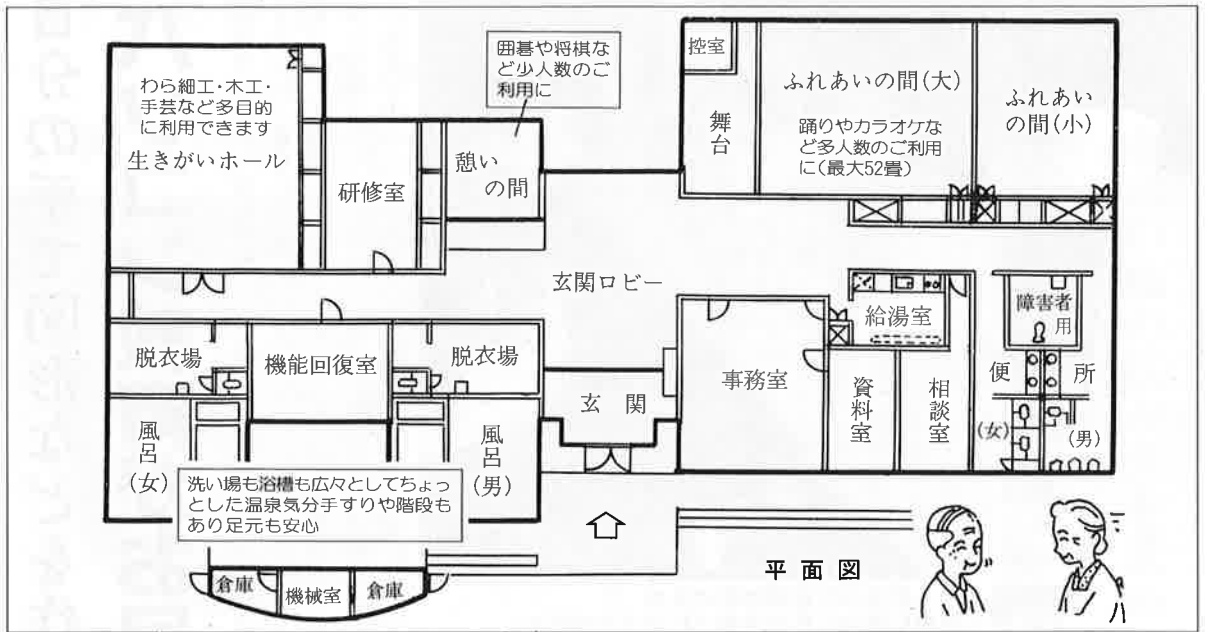 わら細工・木工・
手芸など多目的
に利用できます
生きがいホール
研修室
囲碁や将棋な
ど少人数のご
利用に
憩い
の間
控室
舞台
ふれあいの間(大)
踊りやカラオケな
ど多人数のご利用
に(最大52畳)
ふれあい
の間(小)
玄関ロビー
給湯室
障害者
用
脱衣場
機能回復室
脱衣場
玄関
事務室
資料室
相談室
便所
(女)
(男)
風呂
(女)
風呂
(男)
洗い場も浴槽も広々としてちょっ
とした温泉気分手すりや階段も
あり足元も安心
倉庫
機械室
倉庫
平面図